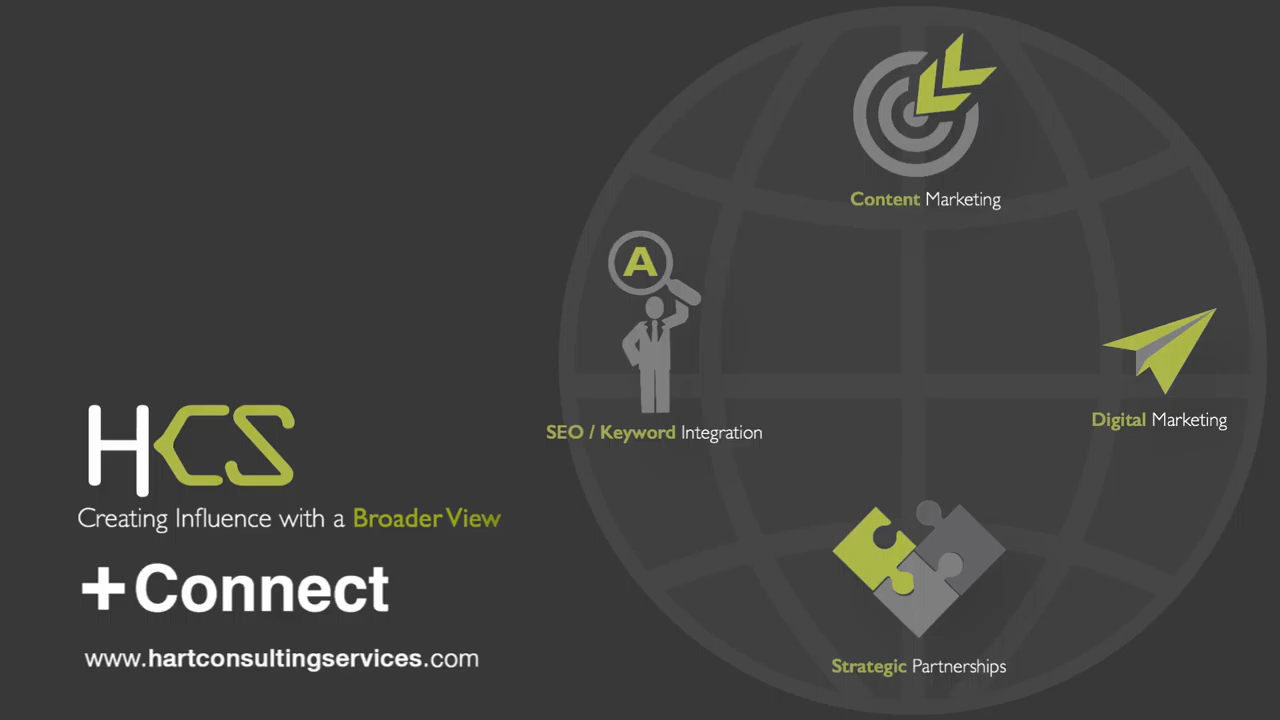 Content Marketing
A
SEO / Keyword Integration
Digital Marketing
HCS
Creating Influence with a Broader View
+Connect
www.hartconsultingservices.com
Strategic Partnerships